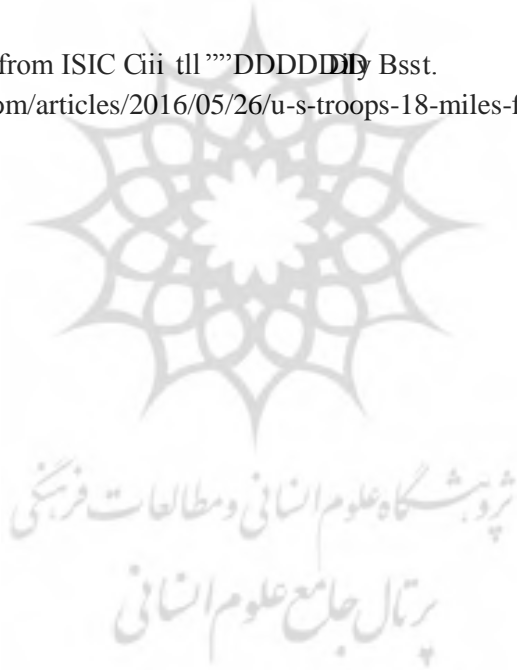 from ISIC Ciii tll ””DDDDDDily Bsst.
om/articles/2016/05/26/u-s-troops-18-miles-f
پژوهشگاه علوم انسانی و مطالعات فرهنگی
پرتال جامع علوم انسانی